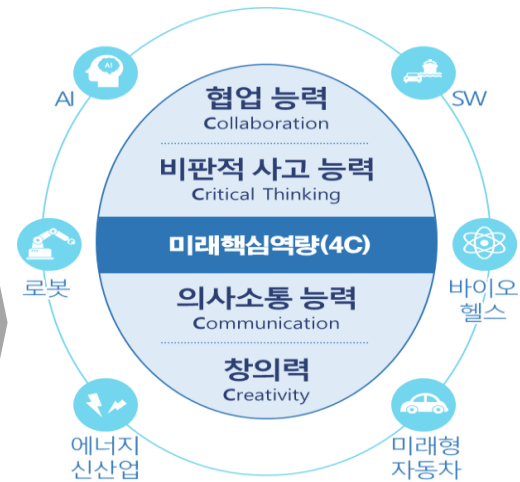 AI
SW
협업 능력
Collaboration
비판적 사고 능력
Critical Thinking
미래핵심역량(4C)
의사소통 능력
Communication
창의력
Creativity
AI
로봇
바이오
헬스
에너지
신산업
미래형
자동차